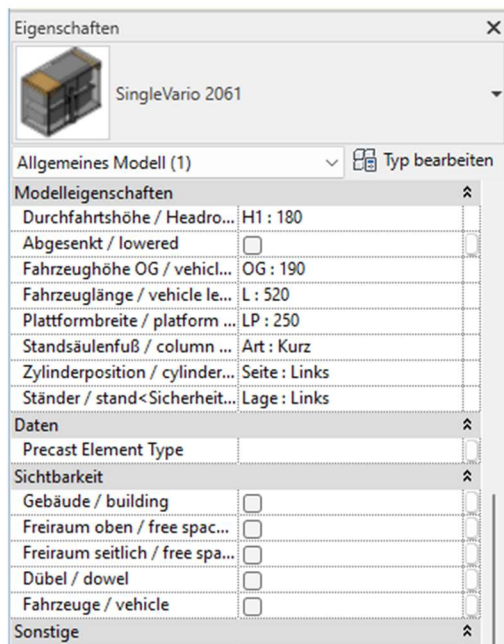 Eigenschaften
SingleVario 2061
Allgemeines Modell (1) Typ bearbeiten
Modelleigenschaften
Durchfahrtshöhe / Headro... H1 : 180
Abgesenkt / lowered
Fahrzeughöhe OG / vehicl... OG : 190
Fahrzeuglänge / vehicle le... L : 520
Plattformbreite / platform ... LP : 250
Standsäulenfuß / column ... Art : Kurz
Zylinderposition / cylinder... Seite : Links
Ständer / stand<Sicherheit... Lage : Links
Daten
Precast Element Type
Sichtbarkeit
Gebäude / building
Freiraum oben / free spac...
Freiraum seitlich / free spa...
Dübel / dowel
Fahrzeuge / vehicle
Sonstige